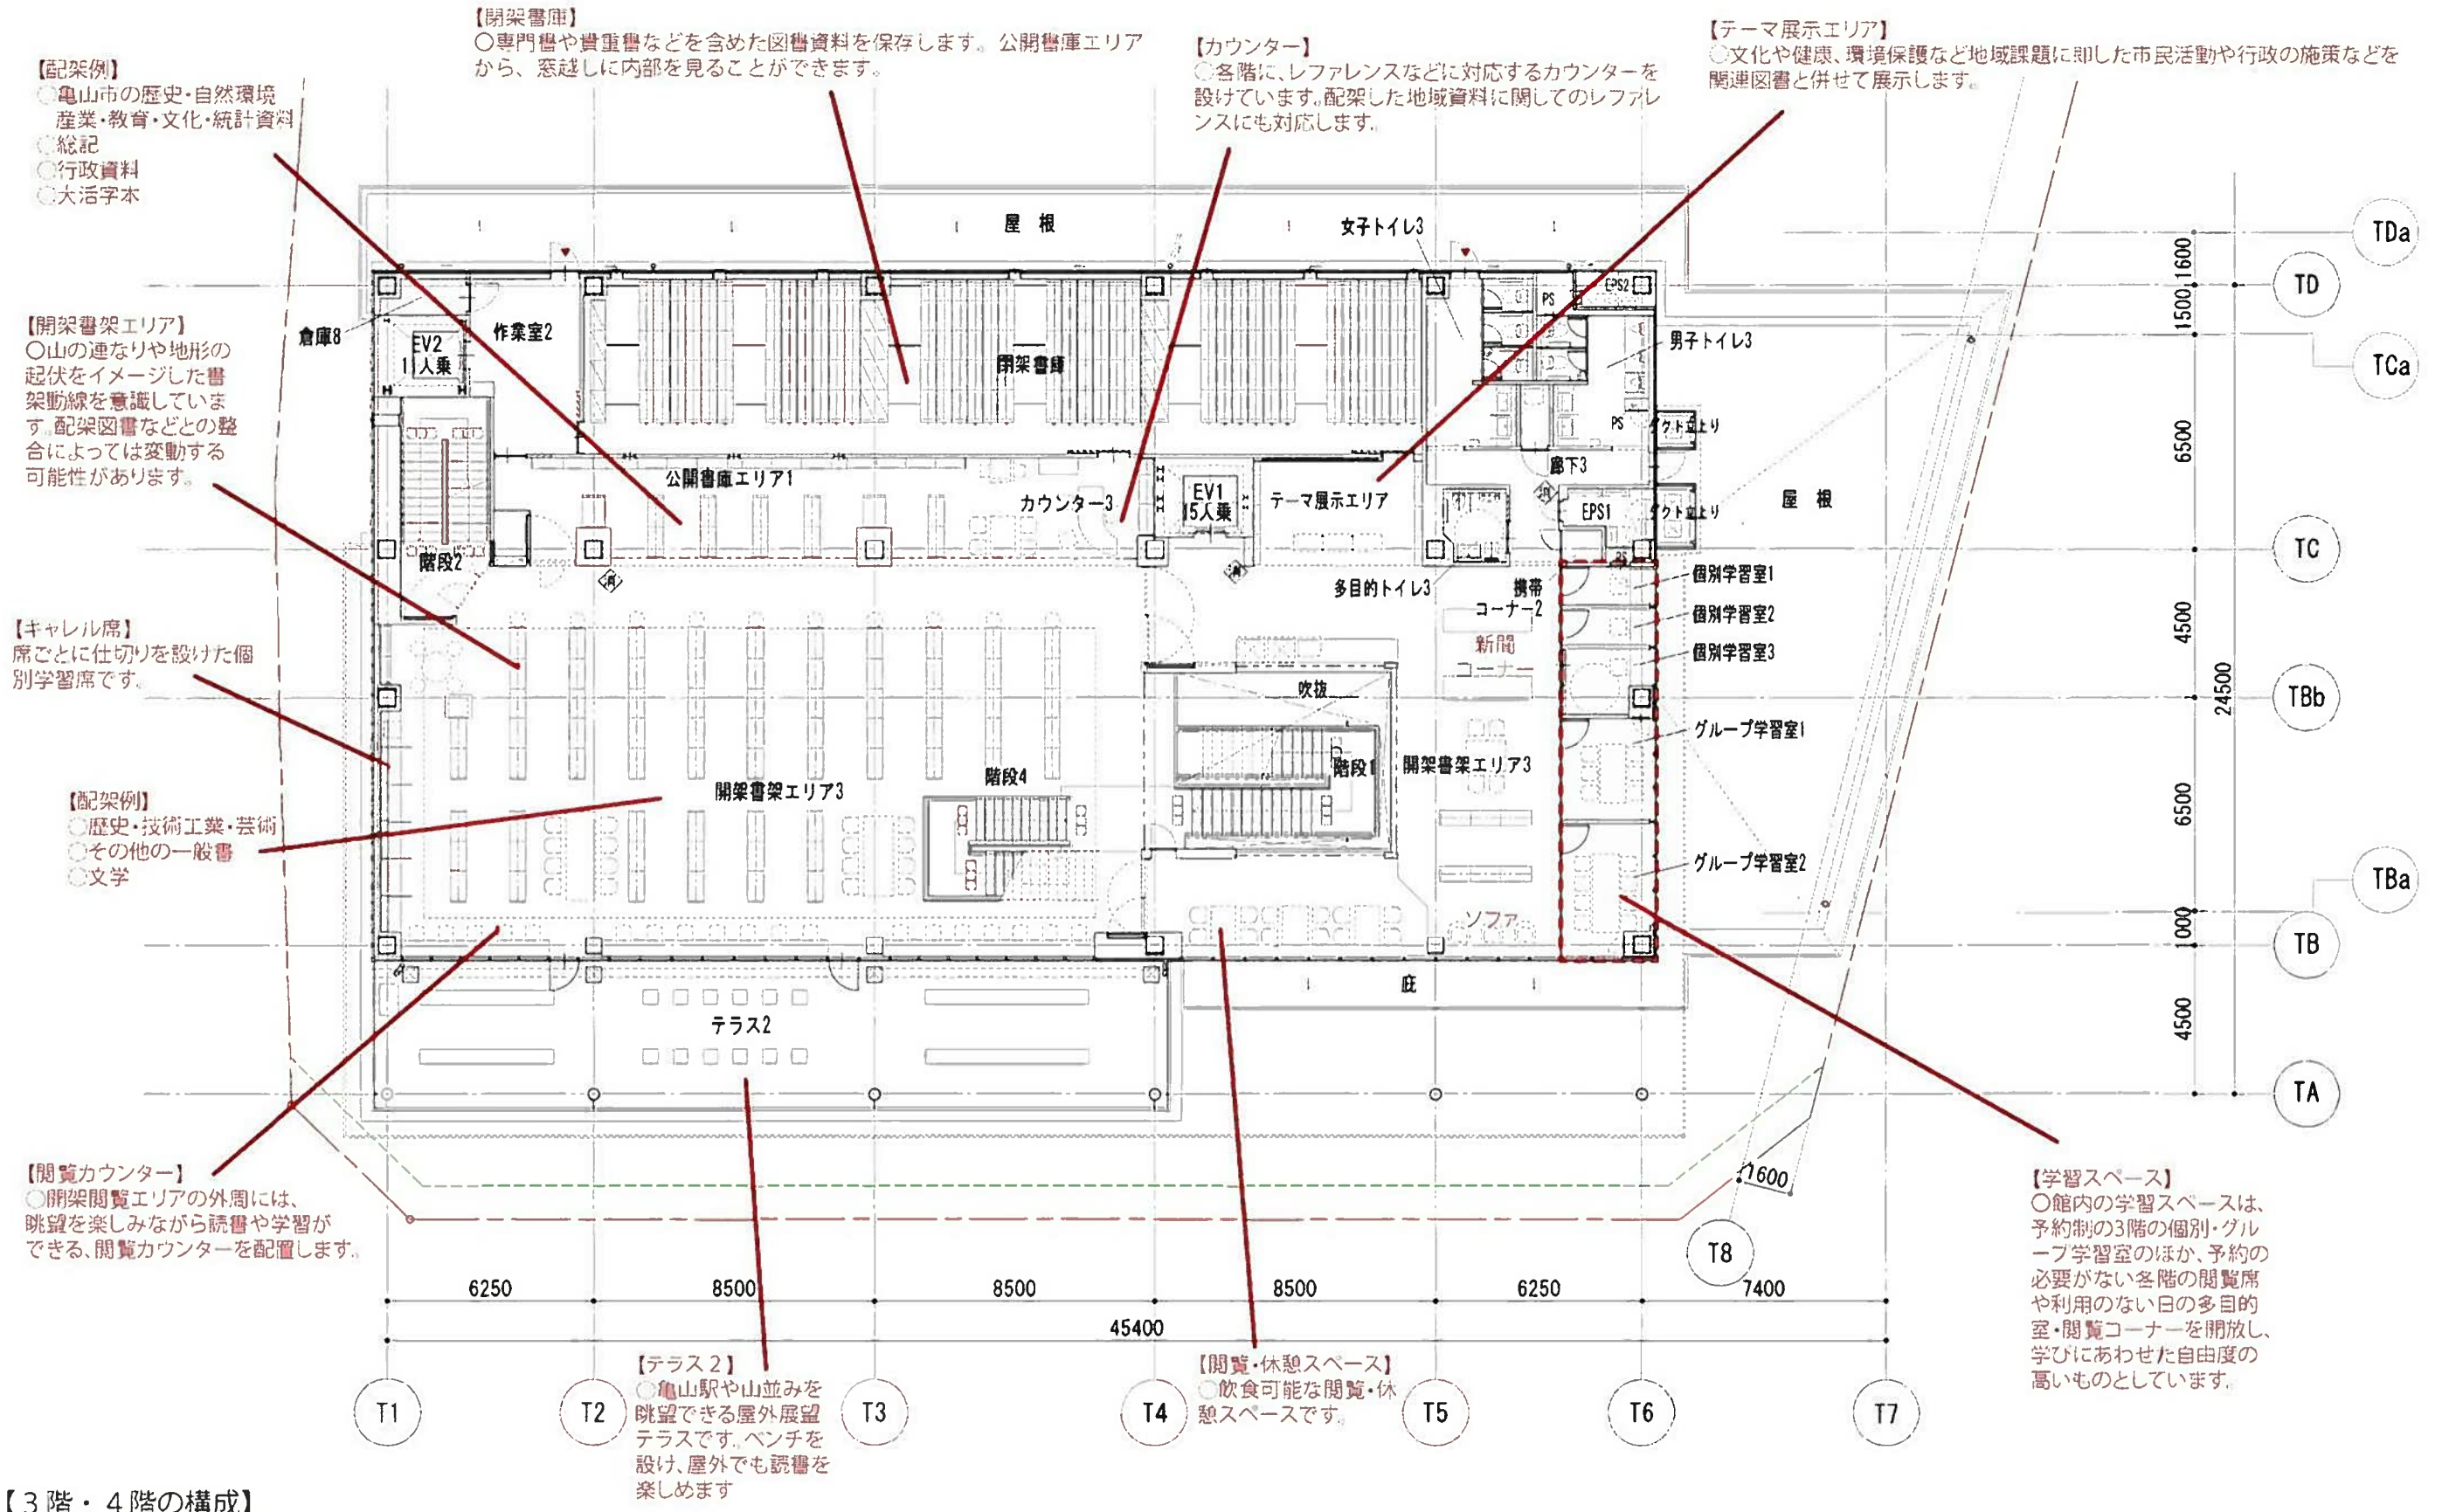 【閉架書庫】
〇専門書や貴重書などを含めた図書資料を保存します。公開書庫エリア
から、窓越しに内部を見ることができます。
【カウンター】
〇各階に、レファレンスなどに対応するカウンターを
設けています。配架した地域資料に関してのレファレ
ンスにも対応します。
【テーマ展示エリア】
〇文化や健康、環境保護など地域課題に即した市民活動や行政の施策などを
関連図書と併せて展示します。
【配架例】
〇亀山市の歴史・自然環境
産業・教育・文化・統計資料
〇総記
〇行政資料
〇大活字本
【開架書架エリア】
〇山の連なりや地形の
起伏をイメージした書
架動線を意識していま
す。配架図書などとの整
合によっては変動する
可能性があります。
【キャレル席】
席ごとに仕切りを設けた個
別学習席です。
【配架例】
〇歴史・技術工業・芸術
〇その他の一般書
〇文学
【閲覧カウンター】
〇開架閲覧エリアの外周には、
眺望を楽しみながら読書や学習が
できる、閲覧カウンターを配置します。
屋根
女子トイレ3
倉庫8
EV2
11人乗
作業室2
閉架書庫
PS
EPS2
男子トイレ3
PS
ダクト立上り
公開書庫エリア1
カウンター3
EV1
15人乗
テーマ展示エリア
廊下3
EPS1
ダクト立上り
屋根
階段2
多目的トイレ3
携帯
コーナー2
PS
個別学習室1
個別学習室2
個別学習室3
新聞
コーナー
吹抜
グループ学習室1
階段4
階段1
開架書架エリア3
開架書架エリア3
グループ学習室2
ソファ
庇
テラス2
TDa
TD
TCa
TC
TBb
TBa
TB
TA
1600
1500
6500
4500
6500
1000
4500
24500
1600
T8
6250
8500
8500
8500
6250
7400
45400
T1
T2
T3
T4
T5
T6
T7
【テラス２】
〇亀山駅や山並みを
眺望できる屋外展望
テラスです。ベンチを
設け、屋外でも読書を
楽しめます
【閲覧・休憩スペース】
〇飲食可能な閲覧・休
憩スペースです。
【学習スペース】
〇館内の学習スペースは、
予約制の3階の個別・グル
ープ学習室のほか、予約の
必要がない各階の閲覧席
や利用のない日の多目的
室・閲覧コーナーを開放し、
学びにあわせた自由度の
高いものとしています。
【３階・４階の構成】